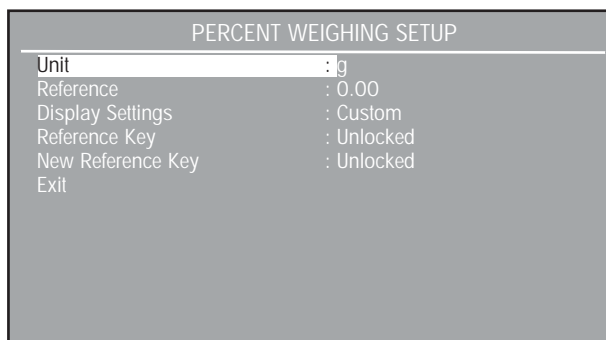 PERCENT WEIGHING SETUP
Unit : g
Reference : 0.00
Display Settings : Custom
Reference Key : Unlocked
New Reference Key : Unlocked
Exit